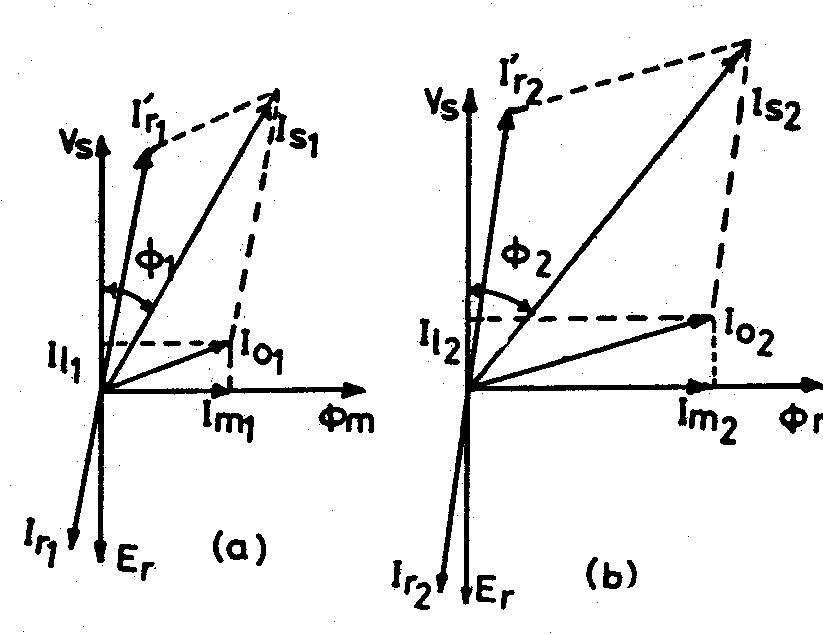 Vs
I'r1
Is1
Φ1
Il1
Io1
Im1
Φm
Ir1
Er
(a)
Vs
I'r2
Is2
Φ2
Il2
Io2
Im2
Ir2
Er
(b)